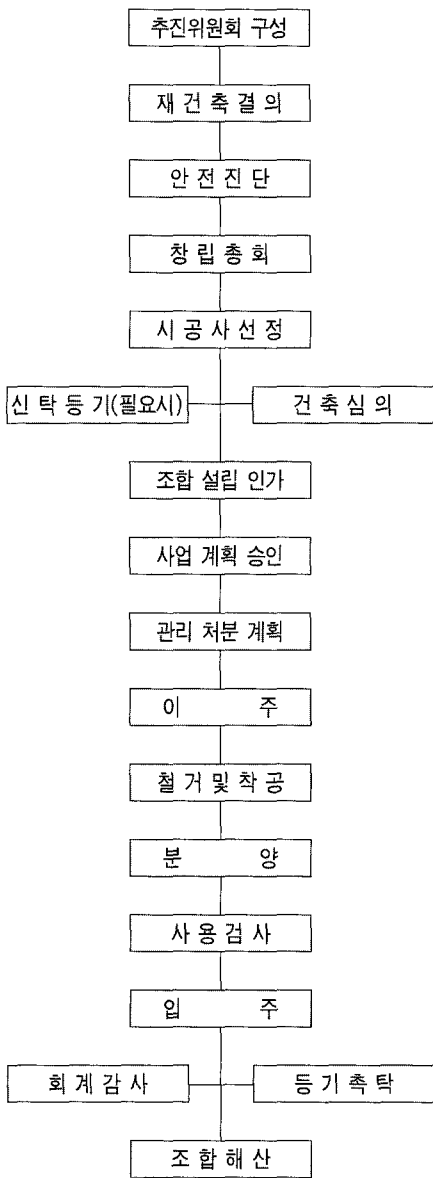 추진위원회 구성
재건축결의
안전진단
창립총회
시공사선정
신탁등기(필요시)
건축심의
조합 설립 인가
사업 계획 승인
관리 처분 계획
이 주
철거및착공
분 양
사용검사
입 주
회계감사
등기촉탁
조합해산